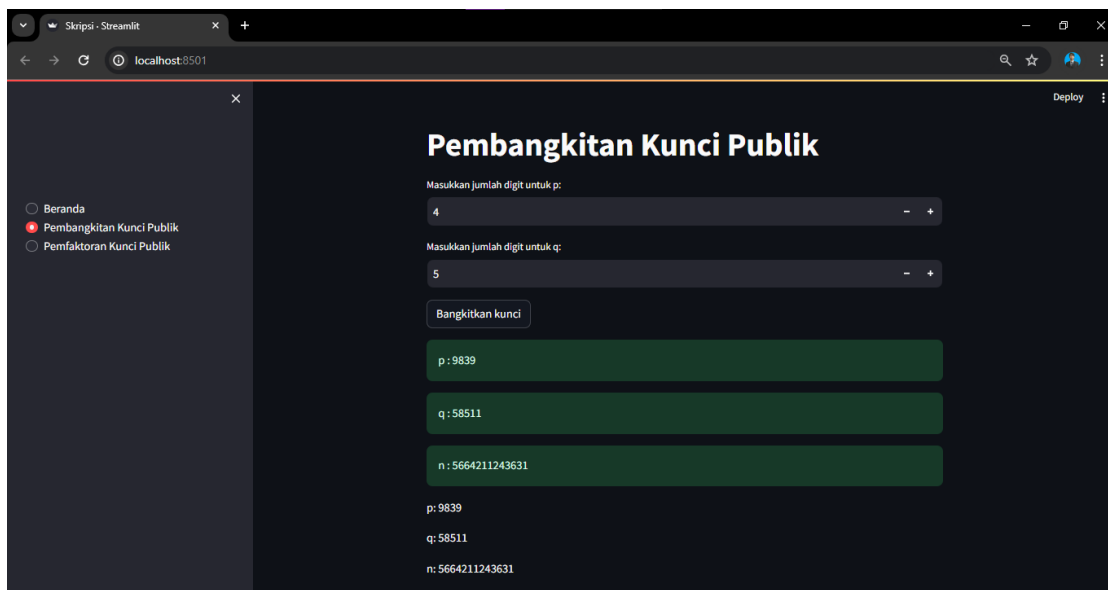 Skripsi · Streamlit
localhost:8501
Deploy
Beranda
Pembangkitan Kunci Publik
Pemfaktoran Kunci Publik
Pembangkitan Kunci Publik
Masukkan jumlah digit untuk p:
4
Masukkan jumlah digit untuk q:
5
Bangkitkan kunci
p : 9839
q : 58511
n : 5664211243631
p: 9839
q: 58511
n: 5664211243631